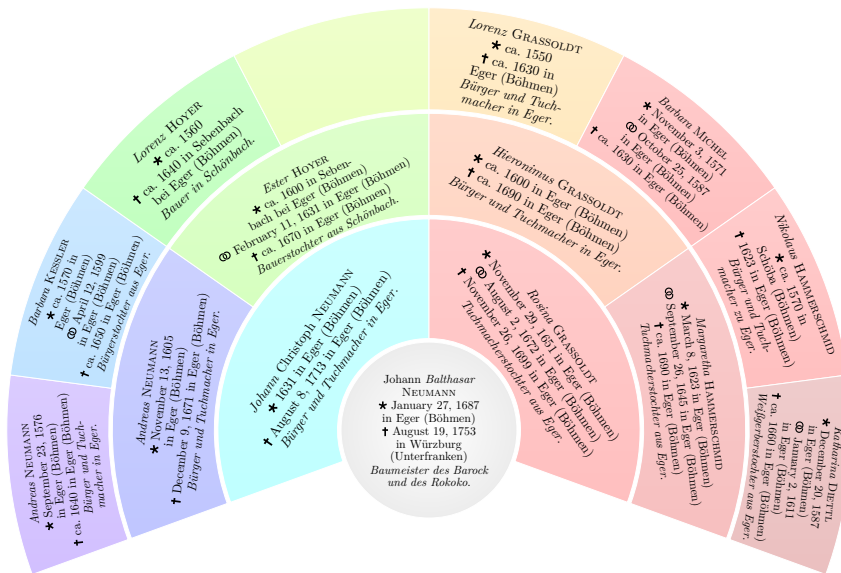 Lorenz GRASSOLDT
★ ca. 1550
✝ ca. 1630 in
Eger (Böhmen)
Bürger und Tuch-
macher in Eger.
Lorenz HOYER
★ ca. 1560
✝ ca. 1640 in Sebenbach
bei Eger (Böhmen)
Bauer in Schönbach.
Barbara MICHEL
★ November 3, 1571
in Eger (Böhmen)
⚭ October 25, 1587
in Eger (Böhmen)
✝ ca. 1630 in Eger (Böhmen)
Barbara KESSLER
★ ca. 1570 in
Eger (Böhmen)
⚭ April 12, 1599
in Eger (Böhmen)
✝ ca. 1650 in Eger (Böhmen)
Bürgerstochter aus Eger.
Ester HOYER
★ ca. 1600 in Seben-
bach bei Eger (Böhmen)
⚭ February 11, 1631 in Eger (Böhmen)
✝ ca. 1670 in Eger (Böhmen)
Bauerstochter aus Schönbach.
Hieronimus GRASSOLDT
★ ca. 1600 in Eger (Böhmen)
✝ ca. 1690 in Eger (Böhmen)
Bürger und Tuchmacher in Eger.
Nikolaus HAMMERSCHMID
★ ca. 1570 in
Schöba (Böhmen)
✝ 1623 in Eger (Böhmen)
Bürger und Tuch-
macher zu Eger.
Andreas NEUMANN
★ September 23, 1576
in Eger (Böhmen)
✝ ca. 1640 in Eger (Böhmen)
Bürger und Tuch-
macher in Eger.
Andreas NEUMANN
★ November 13, 1605
in Eger (Böhmen)
✝ December 9, 1671 in Eger (Böhmen)
Bürger und Tuchmacher in Eger.
Johann Christoph NEUMANN
★ 1631 in Eger (Böhmen)
✝ August 8, 1713 in Eger (Böhmen)
Bürger und Tuchmacher in Eger.
Rosina GRASSOLDT
★ November 29, 1651 in Eger (Böhmen)
⚭ August 2, 1672 in Eger (Böhmen)
✝ November 26, 1699 in Eger (Böhmen)
Tuchmacherstochter aus Eger.
Margaretha HAMMERSCHMID
★ March 8, 1623 in Eger (Böhmen)
⚭ September 26, 1645 in Eger (Böhmen)
✝ ca. 1690 in Eger (Böhmen)
Tuchmacherstochter aus Eger.
Katharina DIETTL
★ December 20, 1587
in Eger (Böhmen)
⚭ January 2, 1611
in Eger (Böhmen)
✝ ca. 1660 in Eger (Böhmen)
Weißgerberstochter aus Eger.
Johann Balthasar
NEUMANN
★ January 27, 1687
in Eger (Böhmen)
✝ August 19, 1753
in Würzburg
(Unterfranken)
Baumeister des Barock
und des Rokoko.